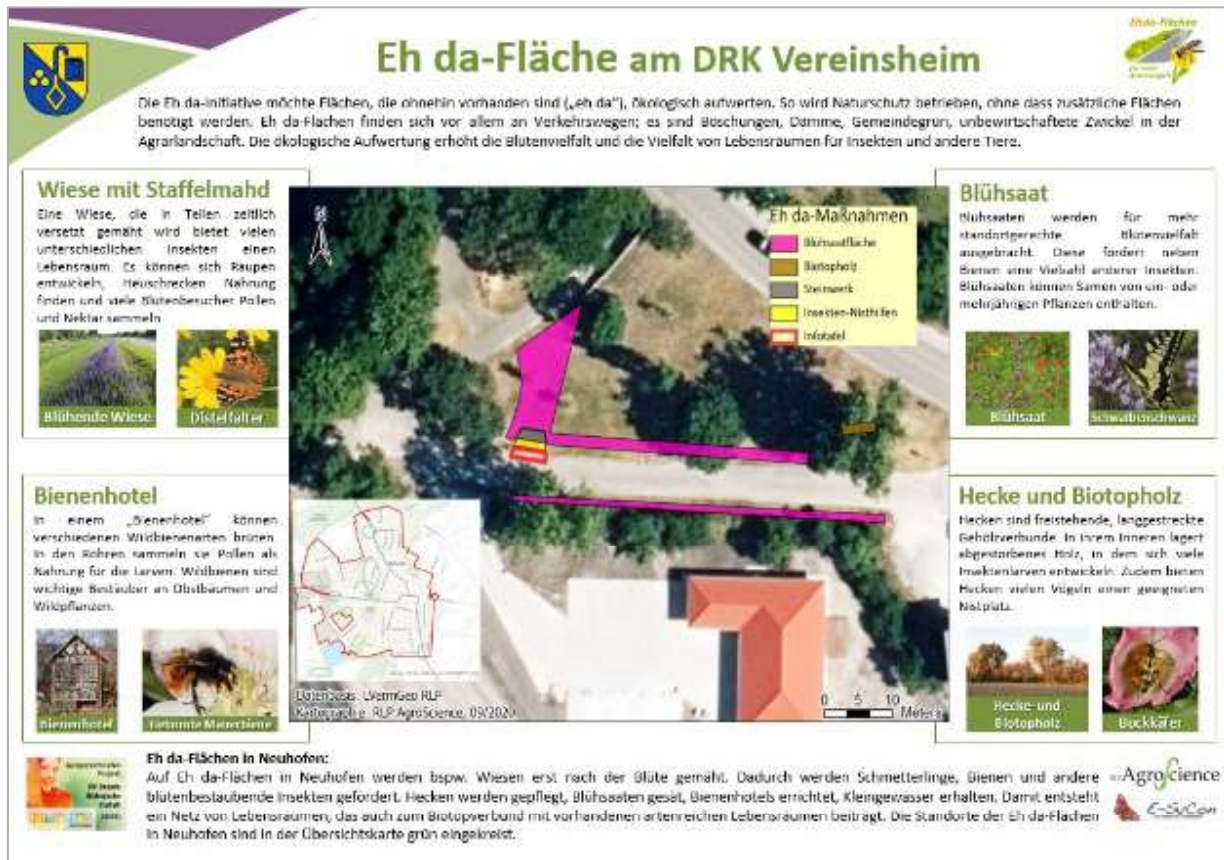 Eh da-Fläche am DRK Vereinsheim
Die Eh da-Initiative möchte Flächen, die ohnehin vorhanden sind („eh da"), ökologisch aufwerten. So wird Naturschutz betrieben, ohne dass zusätzliche Flächen
benötigt werden. Eh da-Flächen finden sich vor allem an Verkehrswegen; es sind Böschungen, Dämme, Gemeindegrün, unbewirtschaftete Zwickel in der
Agrarlandschaft. Die ökologische Aufwertung erhöht die Blütenvielfalt und die Vielfalt von Lebensräumen für Insekten und andere Tiere.
Eh da-Flächen
Wiese mit Staffelmahd
Eine Wiese, die in Teilen zeitlich
versetzt gemäht wird bietet vielen
unterschiedlichen Insekten einen
Lebensraum. Es können sich Raupen
entwickeln, Heuschrecken Nahrung
finden und viele Blütenbesucher Pollen
und Nektar sammeln.
Blühende Wiese
Distelfalter
Bienenhotel
In einem „Bienenhotel" können
verschiedenen Wildbienenarten brüten.
In den Röhren sammeln sie Pollen als
Nahrung für die Larven. Wildbienen sind
wichtige Bestäuber an Obstbäumen und
Wildpflanzen.
Bienenhotel
Gehörnte Mauerbiene
N
Eh da-Maßnahmen
Blühsaatfläche
Biotopholz
Steinwerk
Insekten-Nisthilfen
Infotafel
Datenbasis: LVermGeo RLP
Kartographie: RLP AgroScience, 09/2020
0 5 10
Meters
Blühsaat
Blühsaaten werden für mehr
standortgerechte Blütenvielfalt
ausgebracht. Diese fördert neben
Bienen eine Vielzahl anderer Insekten.
Blühsaaten können Samen von ein- oder
mehrjährigen Pflanzen enthalten.
Blühsaat
Schwalbenschwanz
Hecke und Biotopholz
Hecken sind freistehende, langgestreckte
Gehölzverbunde. In ihrem Inneren lagert
abgestorbenes Holz, in dem sich viele
Insektenlarven entwickeln. Zudem bieten
Hecken vielen Vögeln einen geeigneten
Nistplatz.
Hecke- und
Biotopholz
Bockkäfer
Eh da-Flächen in Neuhofen:
Auf Eh da-Flächen in Neuhofen werden bspw. Wiesen erst nach der Blüte gemäht. Dadurch werden Schmetterlinge, Bienen und andere
blütenbestäubende Insekten gefördert. Hecken werden gepflegt, Blühsaaten gesät, Bienenhotels errichtet, Kleingewässer erhalten. Damit entsteht
ein Netz von Lebensräumen, das auch zum Biotopverbund mit vorhandenen artenreichen Lebensräumen beiträgt. Die Standorte der Eh da-Flächen
in Neuhofen sind in der Übersichtskarte grün eingekreist.
AgroScience
E-SyCon